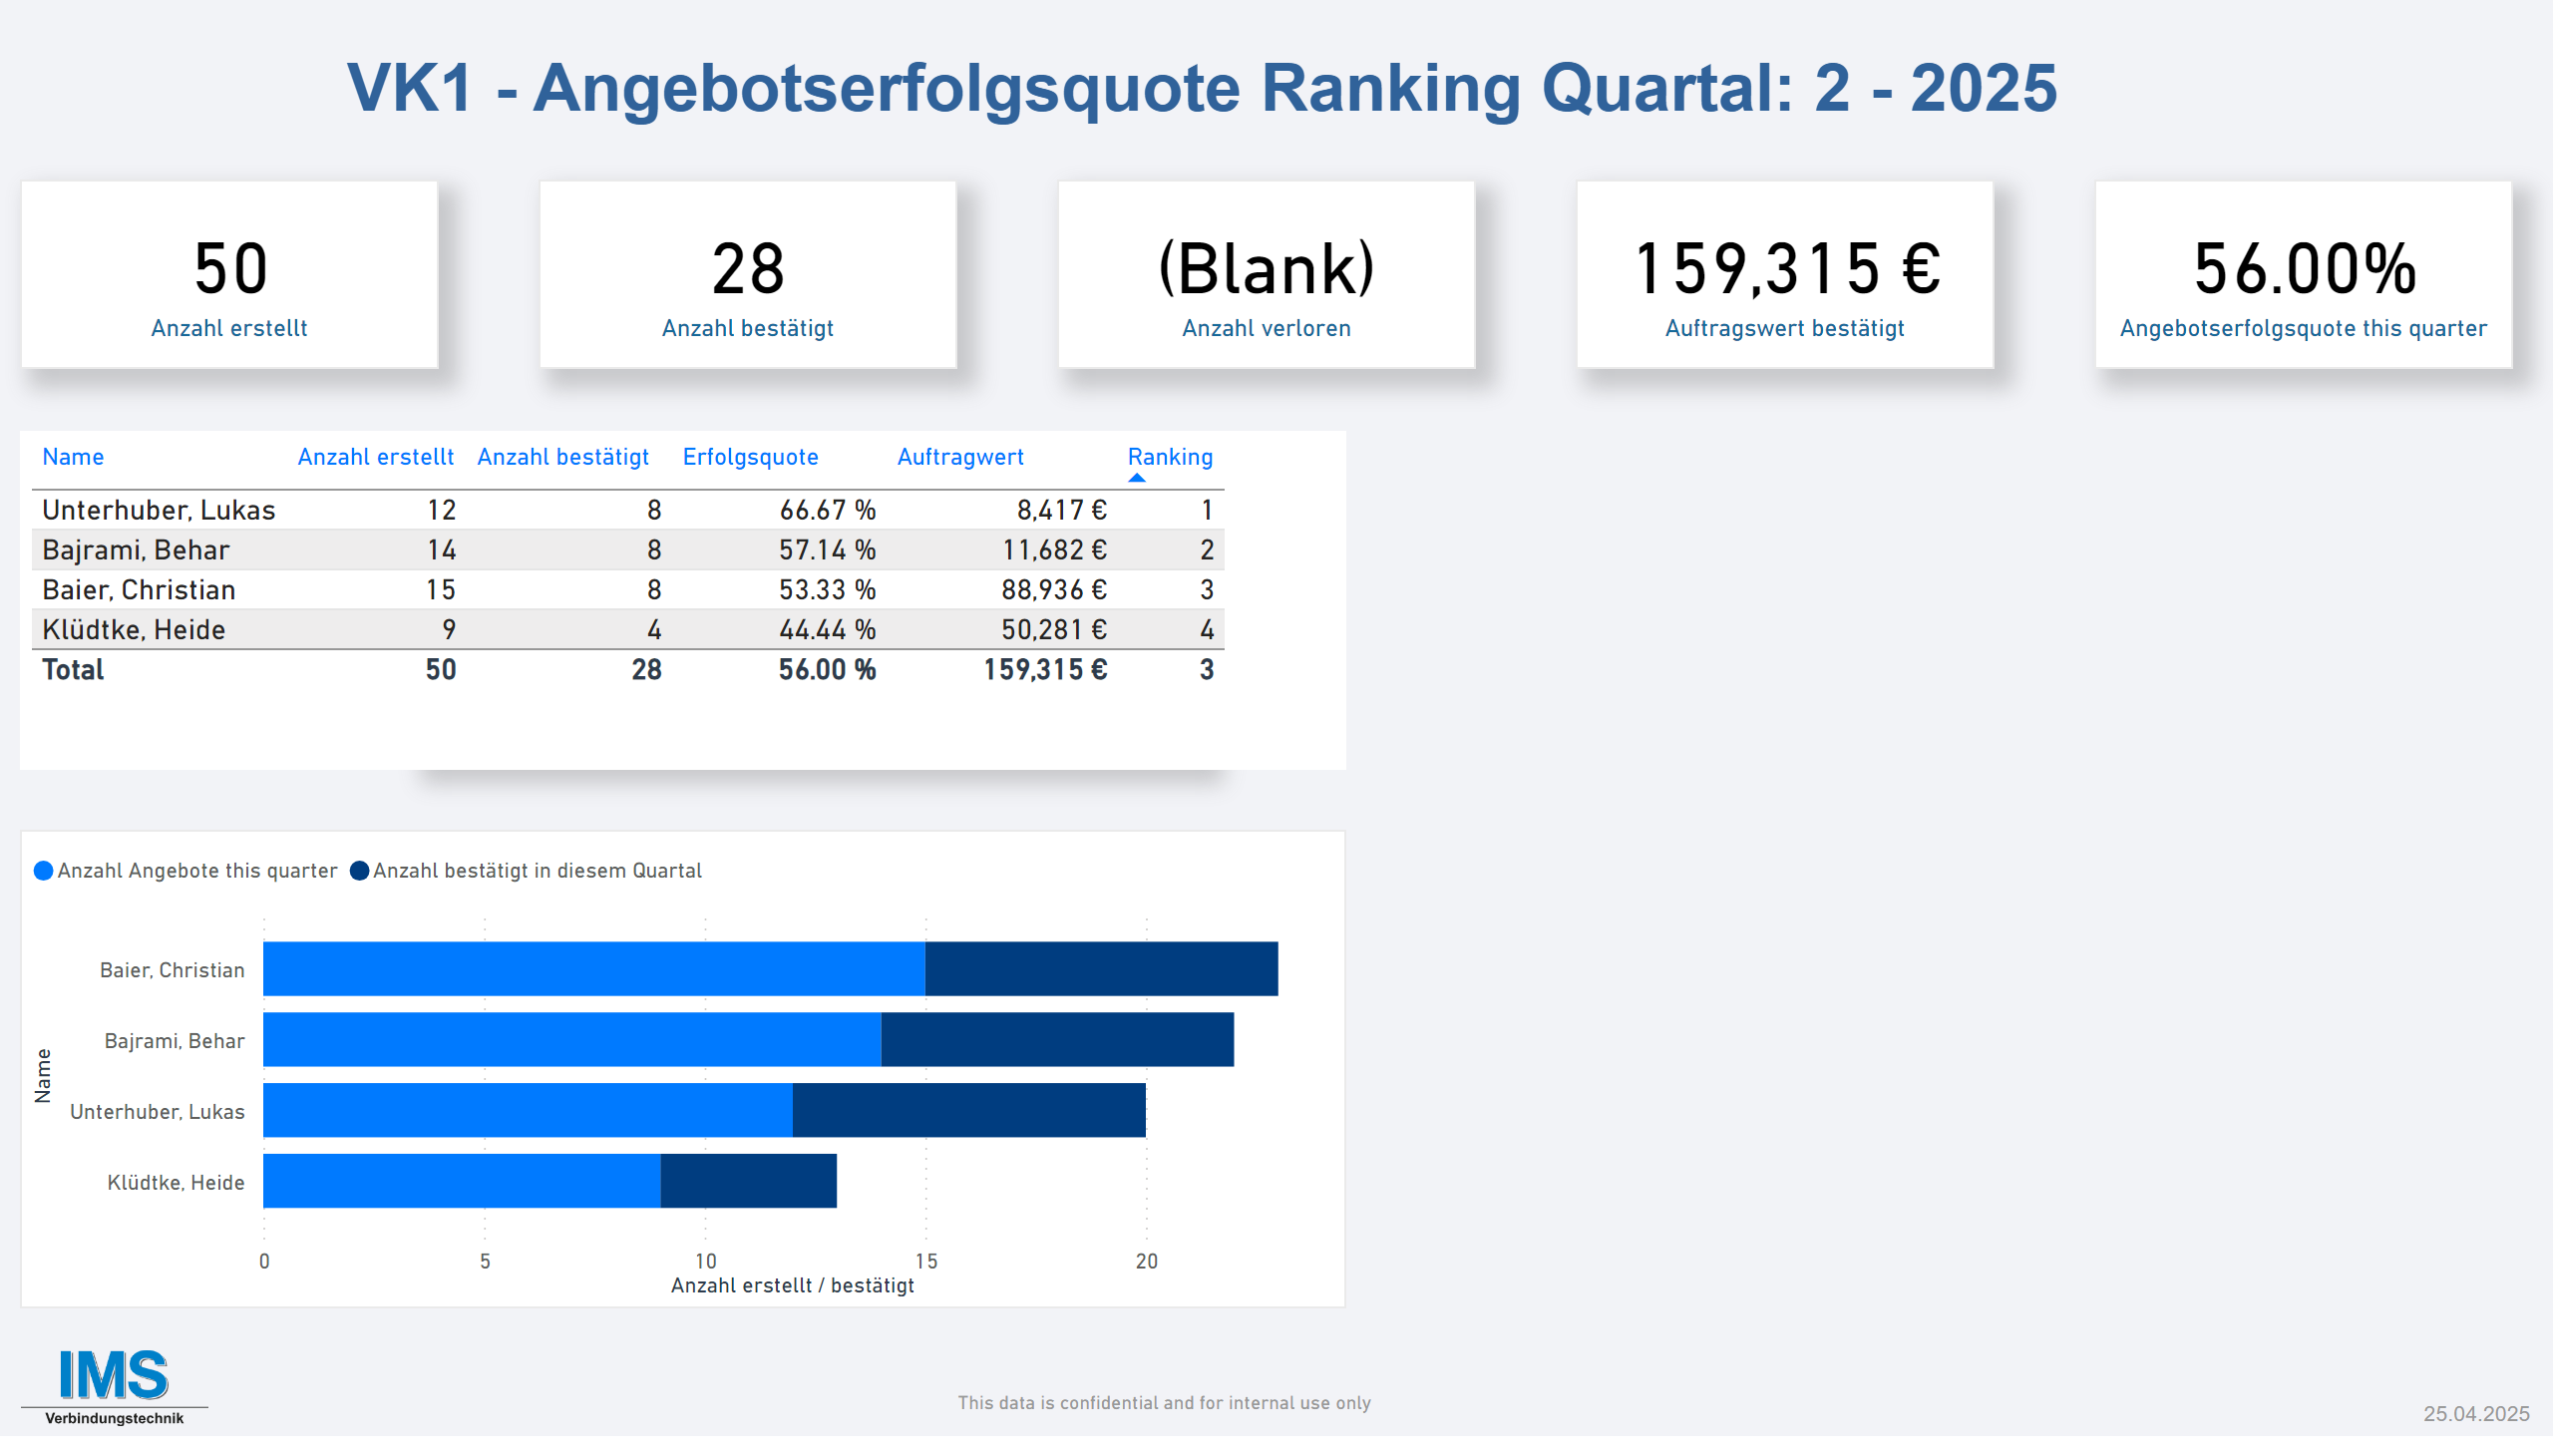 VK1 - Angebotserfolgsquote Ranking Quartal: 2 - 2025
50
Anzahl erstellt
28
Anzahl bestätigt
(Blank)
Anzahl verloren
159,315 €
Auftragswert bestätigt
56.00%
Angebotserfolgsquote this quarter
Name Anzahl erstellt Anzahl bestätigt Erfolgsquote Auftragwert Ranking
Unterhuber, Lukas 12 8 66.67 % 8,417 € 1
Bajrami, Behar 14 8 57.14 % 11,682 € 2
Baier, Christian 15 8 53.33 % 88,936 € 3
Klüdtke, Heide 9 4 44.44 % 50,281 € 4
Total 50 28 56.00 % 159,315 € 3
Anzahl Angebote this quarter Anzahl bestätigt in diesem Quartal
Name
Baier, Christian
Bajrami, Behar
Unterhuber, Lukas
Klüdtke, Heide
0 5 10 15 20
Anzahl erstellt / bestätigt
IMS
Verbindungstechnik
This data is confidential and for internal use only
25.04.2025